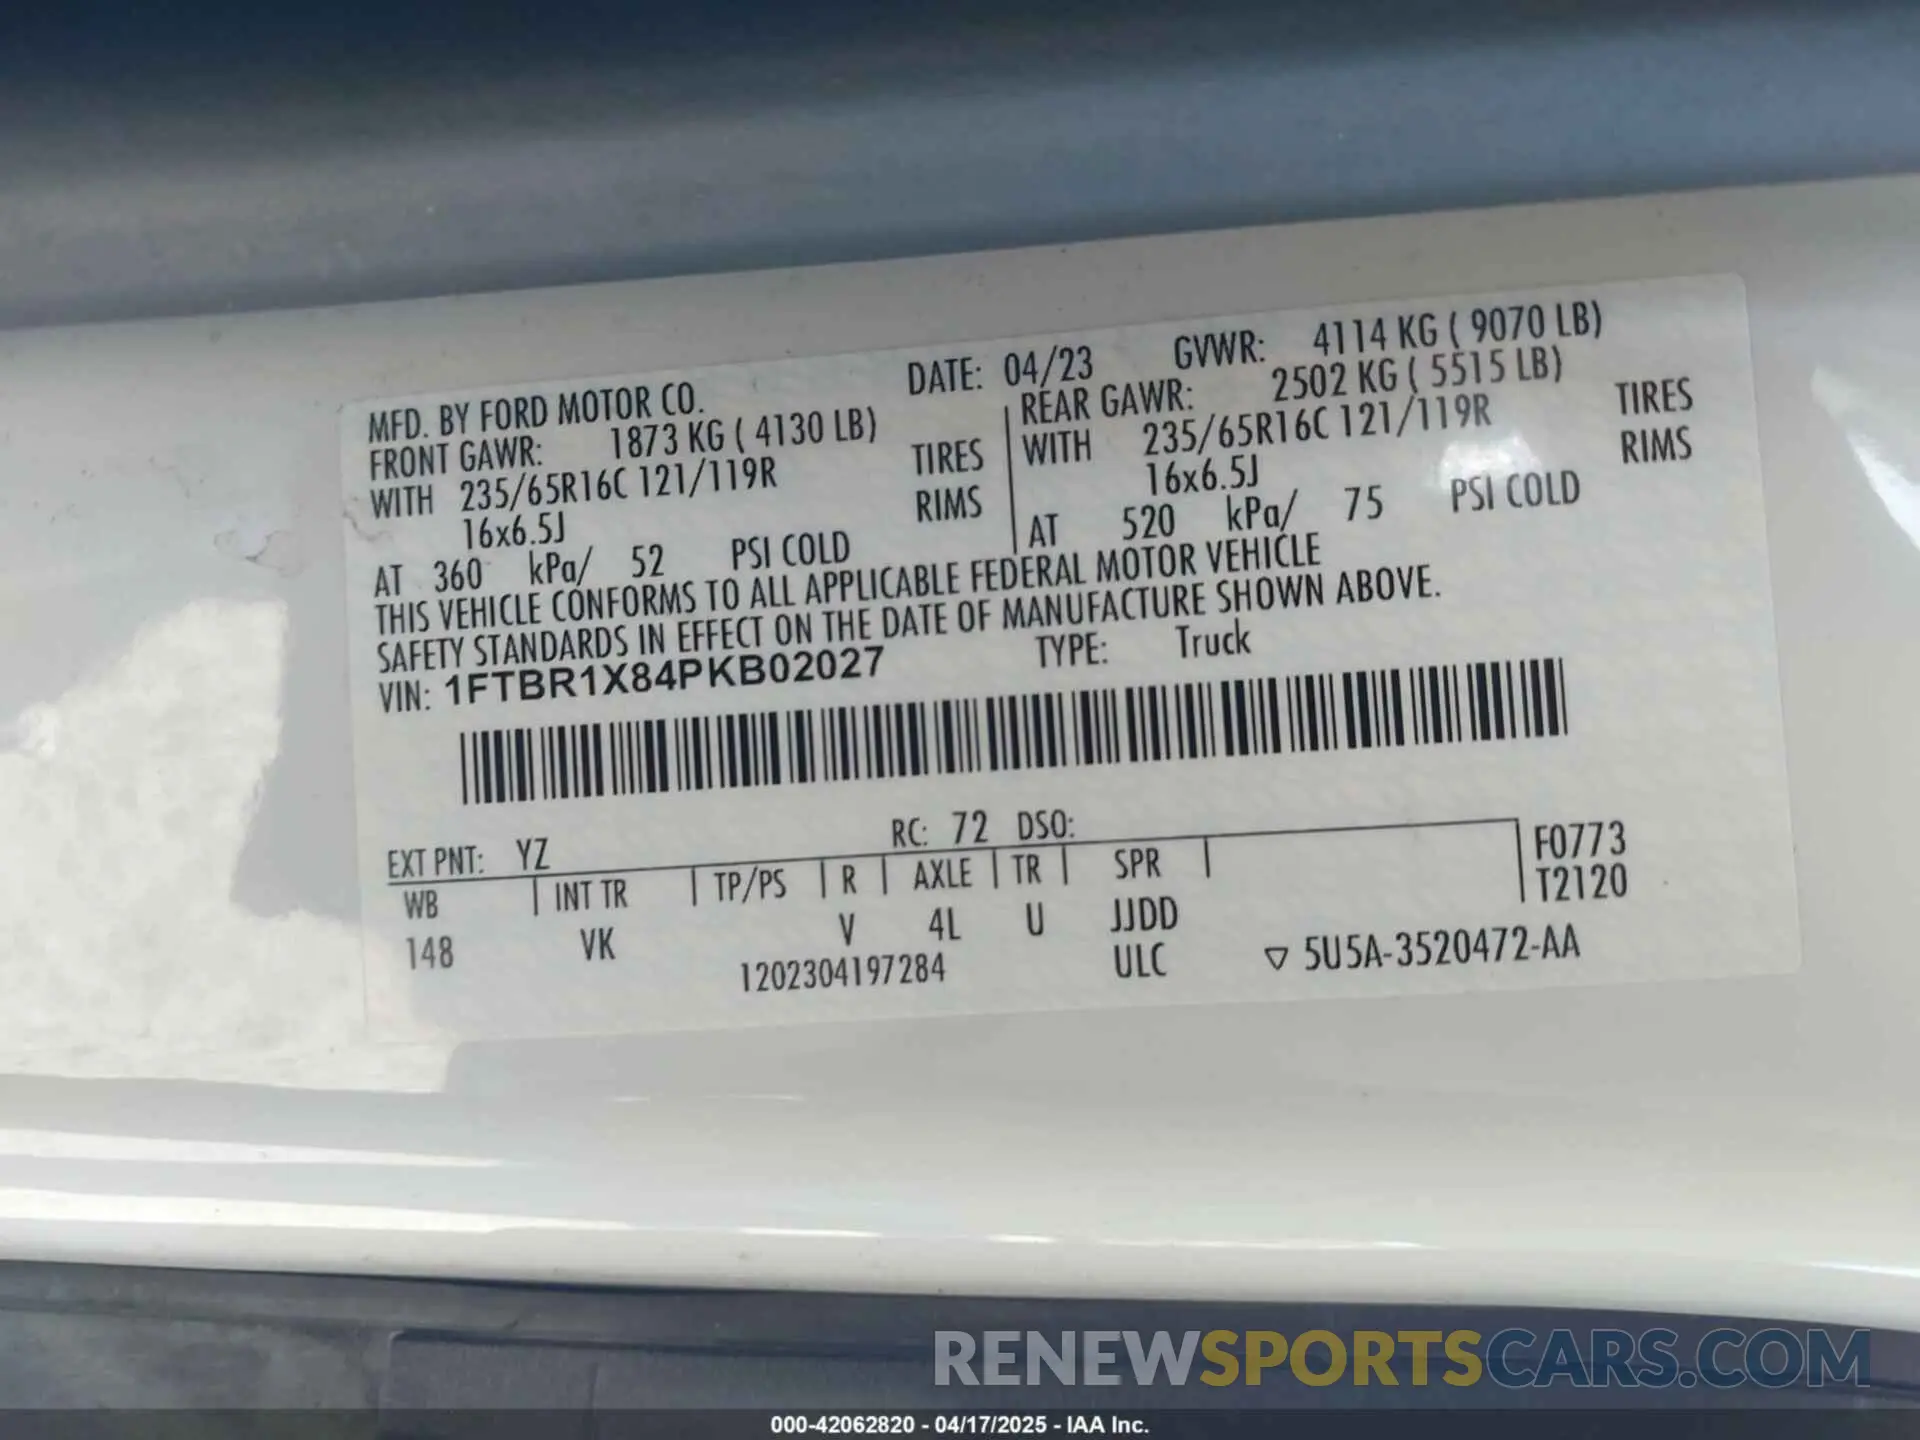 MFD. BY FORD MOTOR CO. DATE: 04/23 GVWR: 4114 KG ( 9070 LB)
FRONT GAWR: 1873 KG ( 4130 LB)
WITH 235/65R16C 121/119R TIRES
16x6.5J RIMS
AT 360 kPa/ 52 PSI COLD
REAR GAWR: 2502 KG ( 5515 LB)
WITH 235/65R16C 121/119R TIRES
16x6.5J RIMS
AT 520 kPa/ 75 PSI COLD
THIS VEHICLE CONFORMS TO ALL APPLICABLE FEDERAL MOTOR VEHICLE
SAFETY STANDARDS IN EFFECT ON THE DATE OF MANUFACTURE SHOWN ABOVE.
VIN: 1FTBR1X84PKB02027 TYPE: Truck
EXT PNT: YZ RC: 72 DSO:
WB INT TR TP/PS R AXLE TR SPR F0773
T2120
148 VK V 4L U JJDD
1202304197284 ULC ▽ 5U5A-3520472-AA
RENEWSPORTSCARS.COM
000-42062820 - 04/17/2025 - IAA Inc.